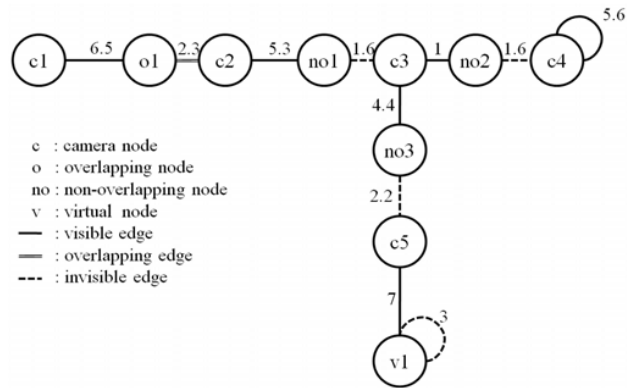 5.6
6.5 2.3 5.3 1.6 1 1.6
c1 o1 c2 no1 c3 no2 c4
4.4
no3
2.2
c5
7 3
v1
c : camera node
o : overlapping node
no : non-overlapping node
v : virtual node
: visible edge
: overlapping edge
: invisible edge